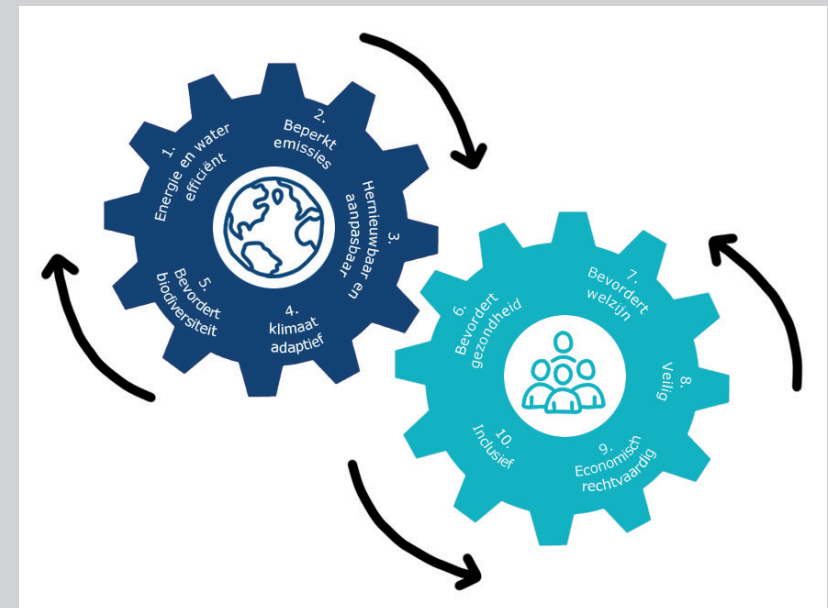 1.
Energie en water
efficiënt
2.
Beperkt
emissies
3.
Hernieuwbaar en
aanpasbaar
4.
klimaat
adaptief
5.
Bevordert
biodiversiteit
6.
Bevordert
gezondheid
7.
Bevordert
welzijn
8.
Veilig
9.
Economisch
rechtvaardig
10.
Inclusief